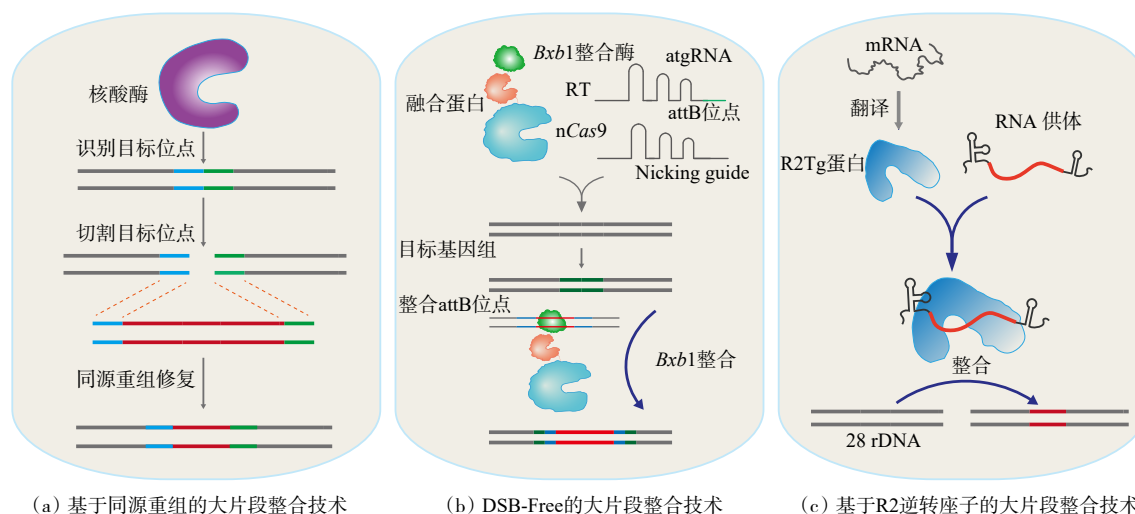 核酸酶
识别目标位点
切割目标位点
同源重组修复
(a) 基于同源重组的大片段整合技术
Bxb1整合酶
融合蛋白
RT
nCas9
atgRNA
attB位点
Nicking guide
目标基因组
整合attB位点
Bxb1整合
(b) DSB-Free的大片段整合技术
mRNA
翻译
R2Tg蛋白
RNA 供体
整合
28 rDNA
(c) 基于R2逆转座子的大片段整合技术